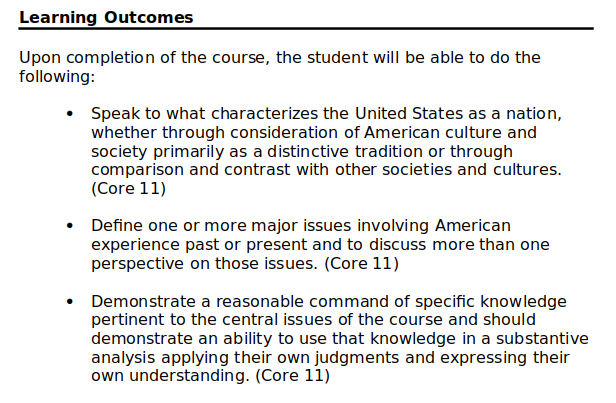 Learning Outcomes
Upon completion of the course, the student will be able to do the
following:
• Speak to what characterizes the United States as a nation,
whether through consideration of American culture and
society primarily as a distinctive tradition or through
comparison and contrast with other societies and cultures.
(Core 11)
• Define one or more major issues involving American
experience past or present and to discuss more than one
perspective on those issues. (Core 11)
• Demonstrate a reasonable command of specific knowledge
pertinent to the central issues of the course and should
demonstrate an ability to use that knowledge in a substantive
analysis applying their own judgments and expressing their
own understanding. (Core 11)